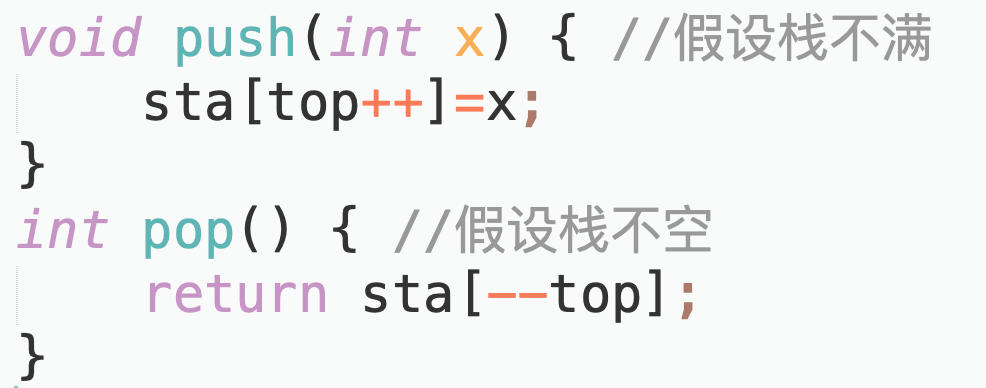 void push(int x) { //假设栈不满
    sta[top++]=x;
}
int pop() { //假设栈不空
    return sta[--top];
}